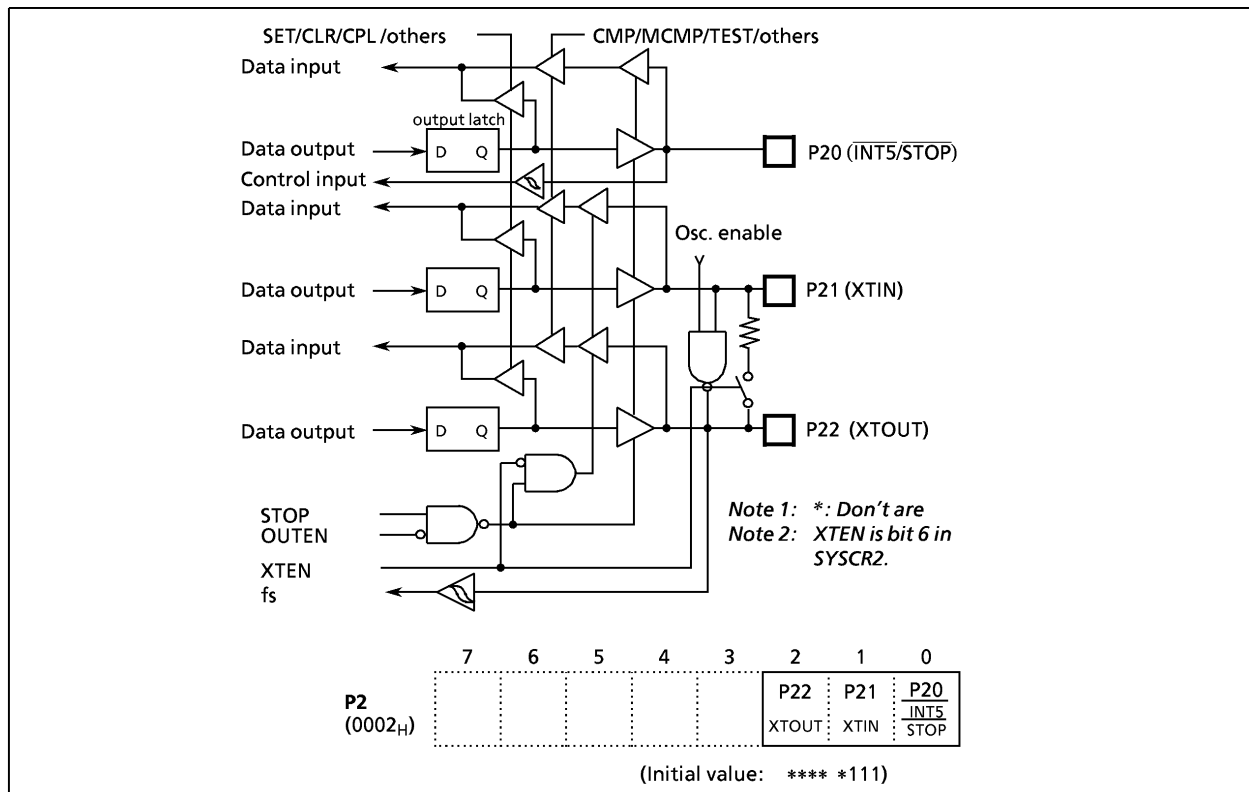 SET/CLR/CPL /others CMP/MCMP/TEST/others
Data input
output latch
Data output D Q P20 (INT5/STOP)
Control input
Data input
Osc. enable
Data output D Q P21 (XTIN)
Data input
Data output D Q P22 (XTOUT)
STOP
OUTEN
XTEN
fs
Note 1: *: Don't are
Note 2: XTEN is bit 6 in
SYSCR2.
7 6 5 4 3 2 1 0
P2
(0002H)
P22 P21 P20
XTOUT XTIN INT5
STOP
(Initial value: **** *111)